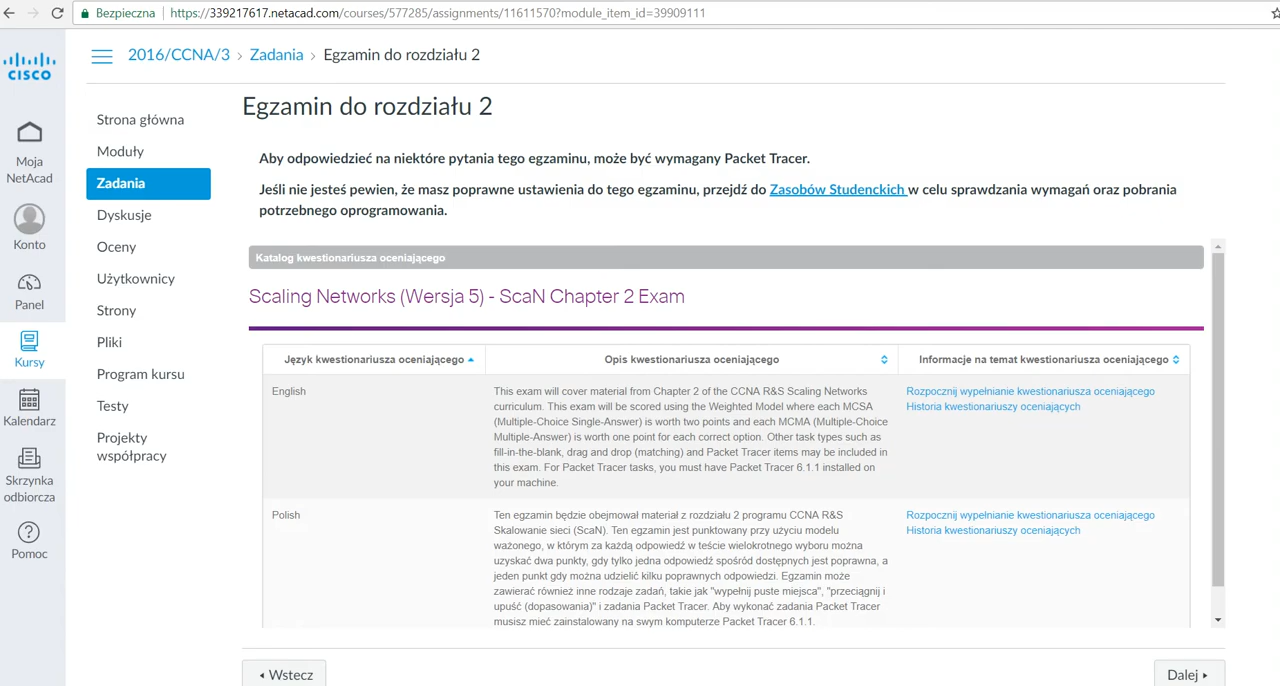 Bezpieczna
https://339217617.netacad.com/courses/577285/assignments/11611570?module_item_id=39909111
CISCO
Moja
NetAcad
Konto
Panel
Kursy
Kalendarz
Skrzynka
odbiorcza
Pomoc
2016/CCNA/3 › Zadania › Egzamin do rozdziału 2
Strona główna
Moduły
Zadania
Dyskusje
Oceny
Użytkownicy
Strony
Pliki
Program kursu
Testy
Projekty
współpracy
Egzamin do rozdziału 2
Aby odpowiedzieć na niektóre pytania tego egzaminu, może być wymagany Packet Tracer.
Jeśli nie jesteś pewien, że masz poprawne ustawienia do tego egzaminu, przejdź do Zasobów Studenckich w celu sprawdzania wymagań oraz pobrania
potrzebnego oprogramowania.
Katalog kwestionariusza oceniającego
Scaling Networks (Wersja 5) - ScaN Chapter 2 Exam
Język kwestionariusza oceniającego
Opis kwestionariusza oceniającego
Informacje na temat kwestionariusza oceniającego
English
This exam will cover material from Chapter 2 of the CCNA R&S Scaling Networks
curriculum. This exam will be scored using the Weighted Model where each MCSA
(Multiple-Choice Single-Answer) is worth two points and each MCMA (Multiple-Choice
Multiple-Answer) is worth one point for each correct option. Other task types such as
fill-in-the-blank, drag and drop (matching) and Packet Tracer items may be included in
this exam. For Packet Tracer tasks, you must have Packet Tracer 6.1.1 installed on
your machine.
Rozpocznij wypełnianie kwestionariusza oceniającego
Historia kwestionariuszy oceniających
Polish
Ten egzamin będzie obejmował materiał z rozdziału 2 programu CCNA R&S
Skalowanie sieci (ScaN). Ten egzamin jest punktowany przy użyciu modelu
ważonego, w którym za każdą odpowiedź w teście wielokrotnego wyboru można
uzyskać dwa punkty, gdy tylko jedna odpowiedź spośród dostępnych jest poprawna, a
jeden punkt gdy można udzielić kilku poprawnych odpowiedzi. Egzamin może
zawierać również inne rodzaje zadań, takie jak "wypełnij puste miejsca", "przeciągnij i
upuść (dopasowania)" i zadania Packet Tracer. Aby wykonać zadania Packet Tracer
musisz mieć zainstalowany na swym komputerze Packet Tracer 6.1.1.
Rozpocznij wypełnianie kwestionariusza oceniającego
Historia kwestionariuszy oceniających
Wstecz
Dalej